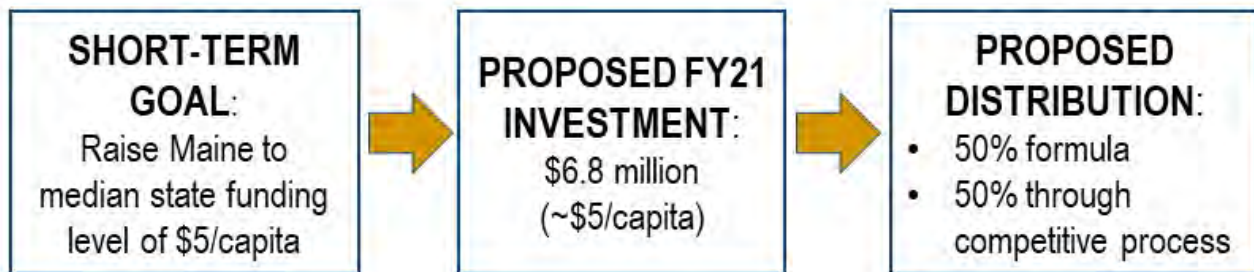 SHORT-TERM
GOAL:
Raise Maine to
median state funding
level of $5/capita
PROPOSED FY21
INVESTMENT:
$6.8 million
(~$5/capita)
PROPOSED
DISTRIBUTION:
• 50% formula
• 50% through
competitive process